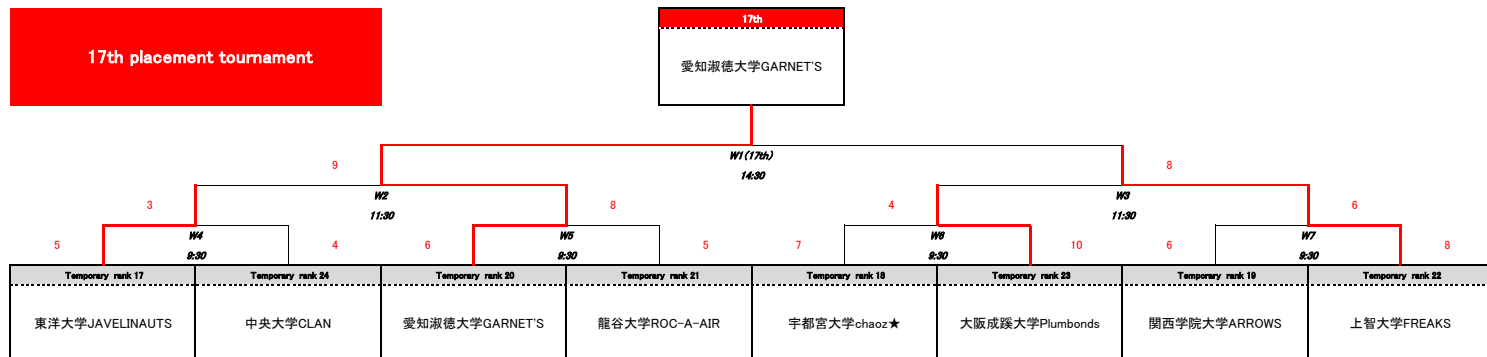 17th
17th placement tournament
愛知淑徳大学GARNET'S
W1(17th)
9
8
14:30
W2
W3
3
8
4
6
11:30
11:30
W4
W5
W6
W7
5
4
6
5
7
10
6
8
9:30
9:30
9:30
9:30
Temporary rank 17
Temporary rank 24
Temporary rank 20
Temporary rank 21
Temporary rank 18
Temporary rank 23
Temporary rank 19
Temporary rank 22
東洋大学JAVELINAUTS
中央大学CLAN
愛知淑徳大学GARNET'S
龍谷大学ROC-A-AIR
宇都宮大学chaoz★
大阪成蹊大学Plumbonds
関西学院大学ARROWS
上智大学FREAKS